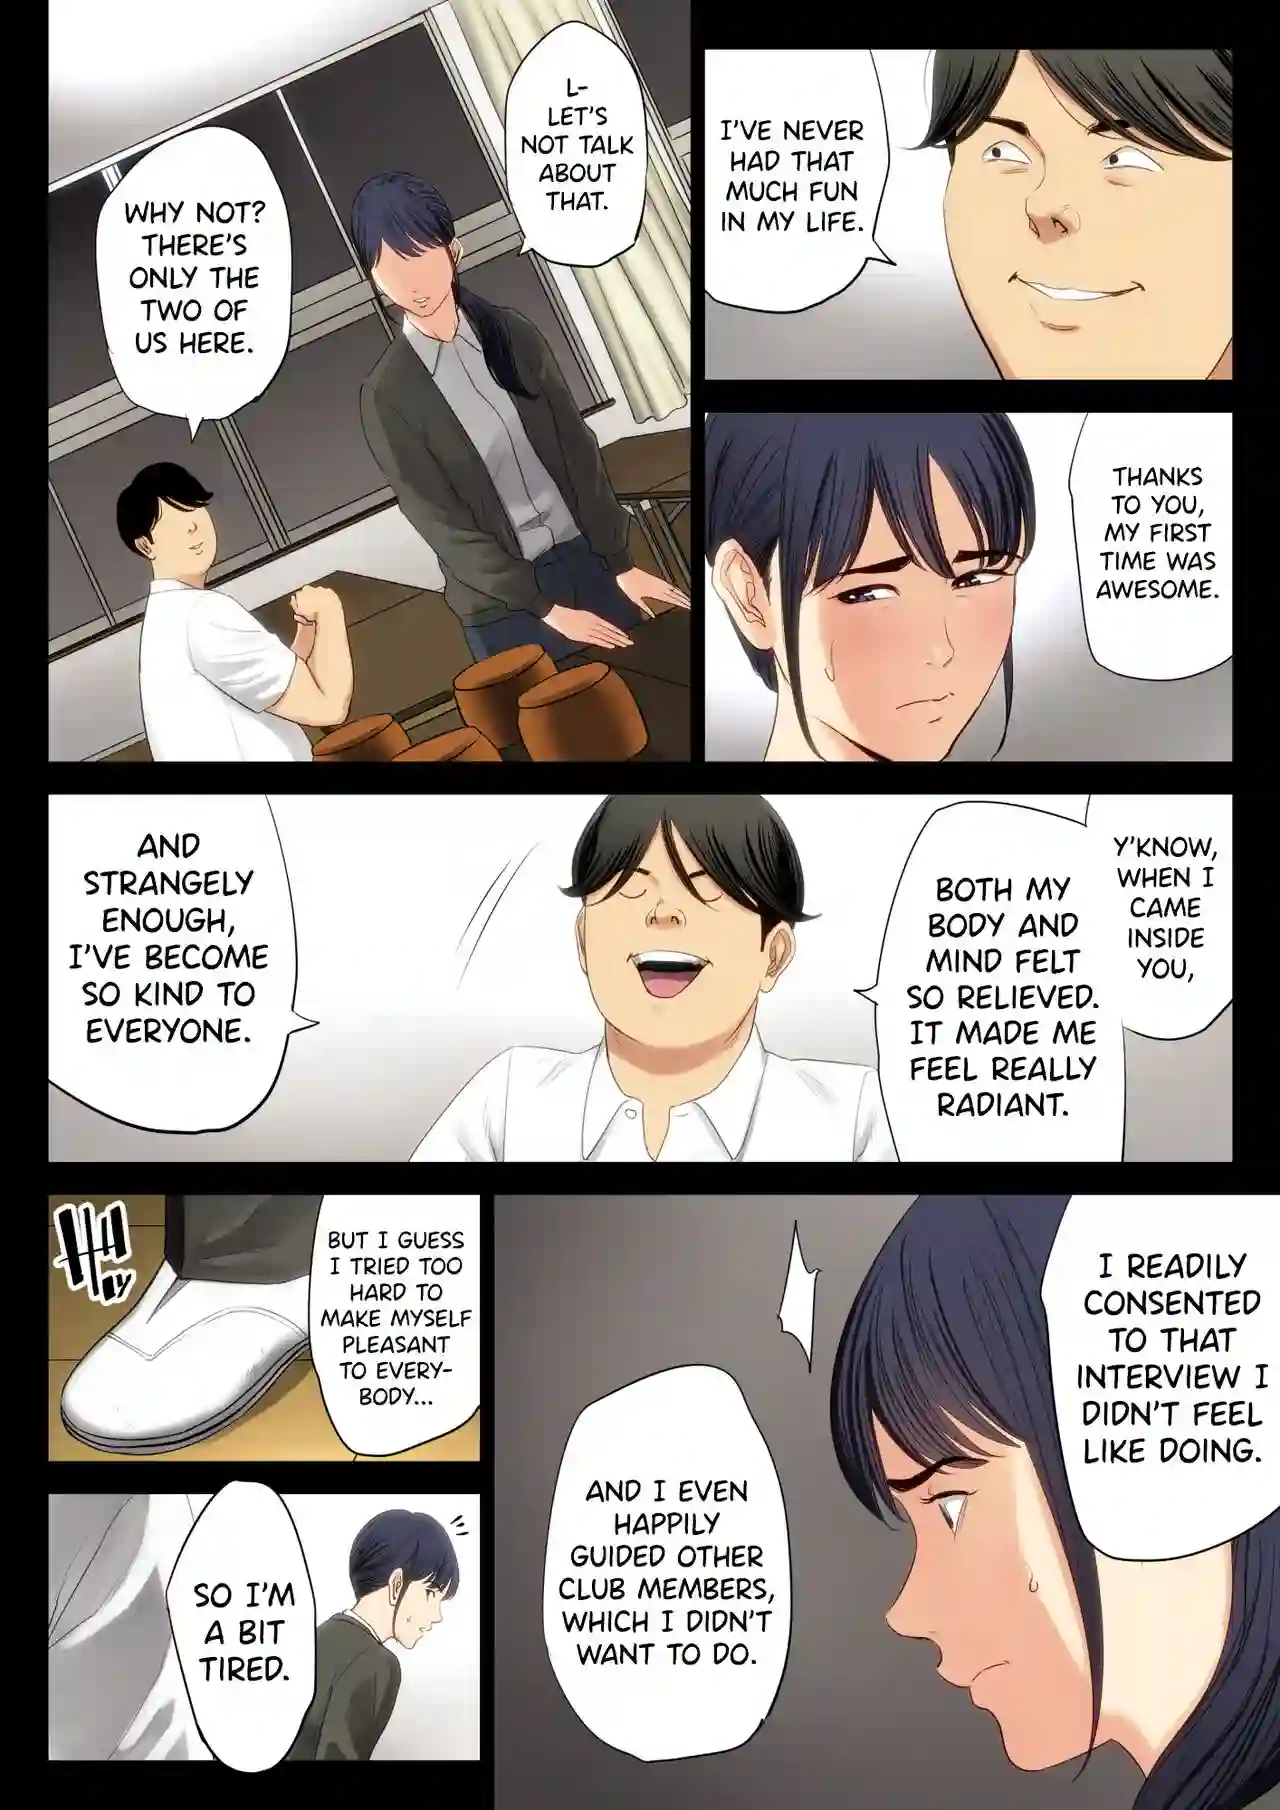 I'VE NEVER
HAD THAT
MUCH FUN
IN MY LIFE.
L-
LET'S
NOT TALK
ABOUT
THAT.
WHY NOT?
THERE'S
ONLY THE
TWO OF
US HERE.
THANKS
TO YOU,
MY FIRST
TIME WAS
AWESOME.
Y'KNOW,
WHEN I
CAME
INSIDE
YOU,
BOTH MY
BODY AND
MIND FELT
SO RELIEVED.
IT MADE ME
FEEL REALLY
RADIANT.
AND
STRANGELY
ENOUGH,
I'VE BECOME
SO KIND TO
EVERYONE.
I READILY
CONSENTED
TO THAT
INTERVIEW I
DIDN'T FEEL
LIKE DOING.
AND I EVEN
HAPPILY
GUIDED OTHER
CLUB MEMBERS,
WHICH I DIDN'T
WANT TO DO.
BUT I GUESS
I TRIED TOO
HARD TO
MAKE MYSELF
PLEASANT
TO EVERY-
BODY...
SO I'M
A BIT
TIRED.